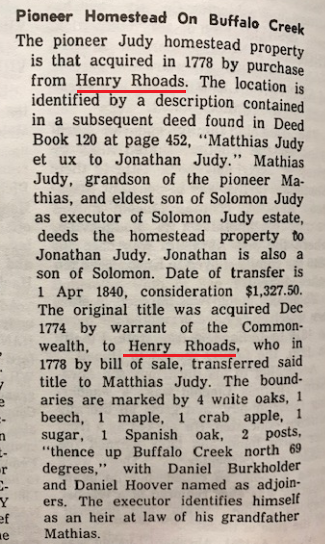 Pioneer Homestead On Buffalo Creek
The pioneer Judy homestead property
is that acquired in 1778 by purchase
from Henry Rhoads. The location is
identified by a description contained
in a subsequent deed found in Deed
Book 120 at page 452, "Matthias Judy
et ux to Jonathan Judy." Mathias
Judy, grandson of the pioneer Ma-
thias, and eldest son of Solomon Judy
as executor of Solomon Judy estate,
deeds the homestead property to
Jonathan Judy. Jonathan is also a
son of Solomon. Date of transfer is
1 Apr 1840, consideration $1,327.50.
The original title was acquired Dec
1774 by warrant of the Common-
wealth, to Henry Rhoads, who in
1778 by bill of sale, transferred said
title to Matthias Judy. The bound-
aries are marked by 4 white oaks, 1
beech, 1 maple, 1 crab apple, 1
sugar, 1 Spanish oak, 2 posts,
"thence up Buffalo Creek north 69
degrees," with Daniel Burkholder
and Daniel Hoover named as adjoin-
ers. The executor identifies himself
as an heir at law of his grandfather
Mathias.